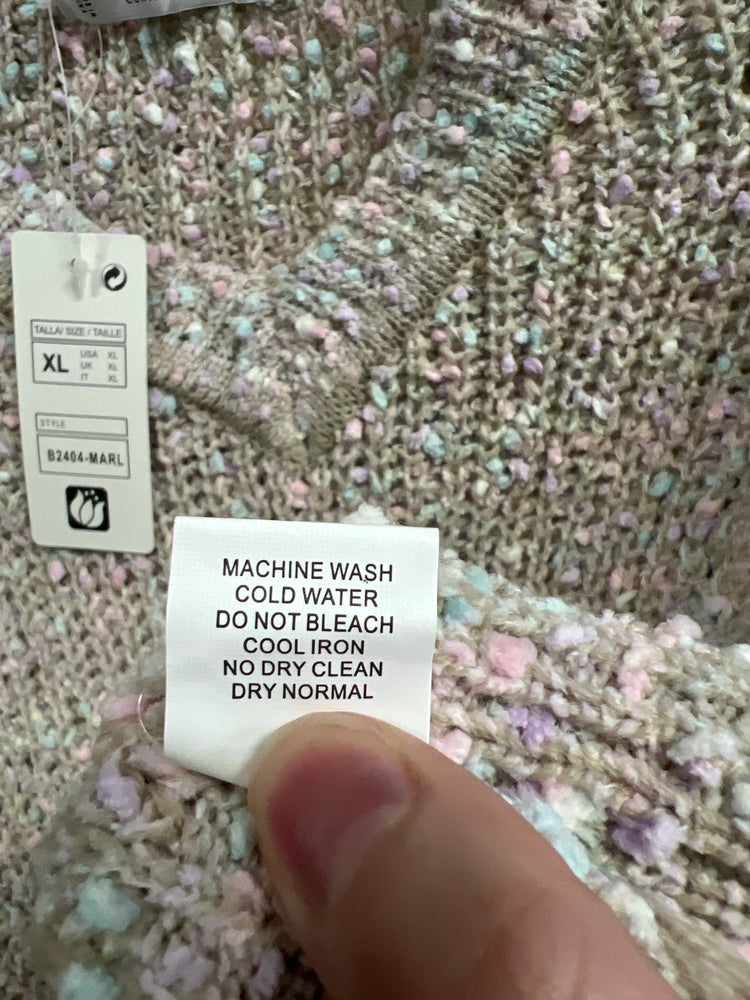 TALLA/ SIZE / TAILLE
XL
USA XL
UK XL
IT XL
STYLE
B2404-MARL
MACHINE WASH
COLD WATER
DO NOT BLEACH
COOL IRON
NO DRY CLEAN
DRY NORMAL